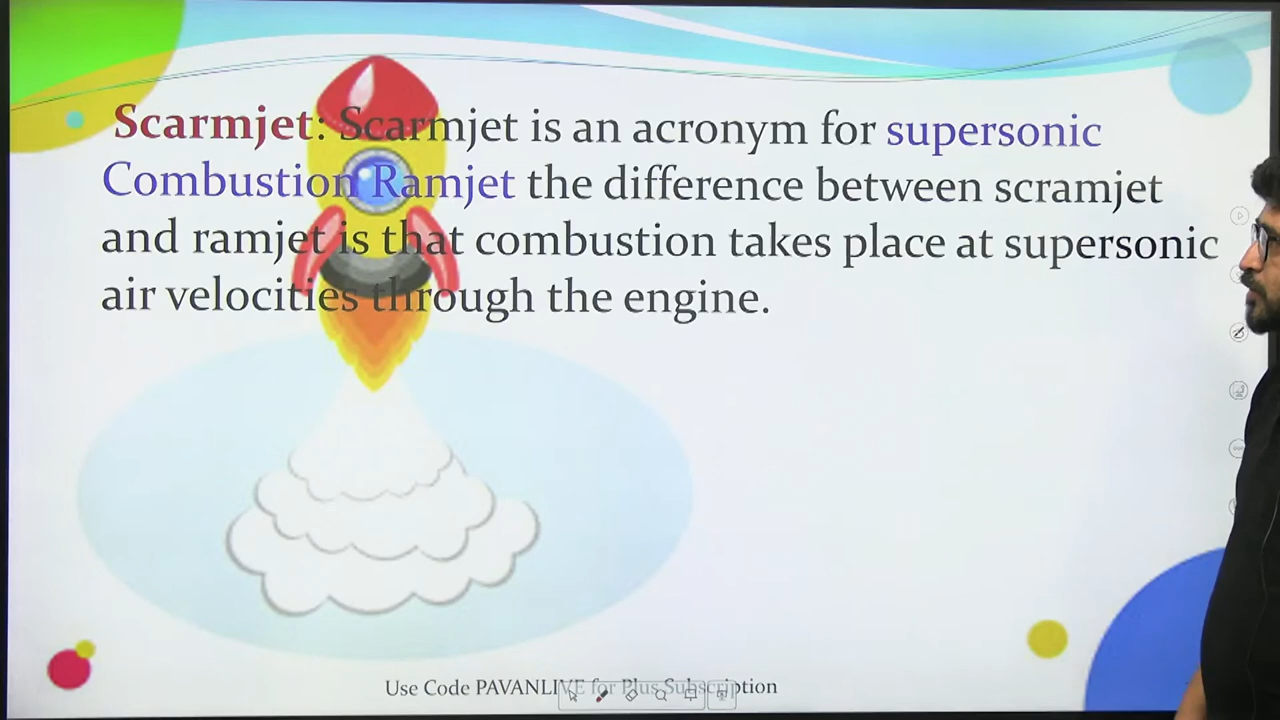 Scarmjet: Scarmjet is an acronym for supersonic
Combustion Ramjet the difference between scramjet
and ramjet is that combustion takes place at supersonic
air velocities through the engine.
Use Code PAVANLIVE for Plus Subscription